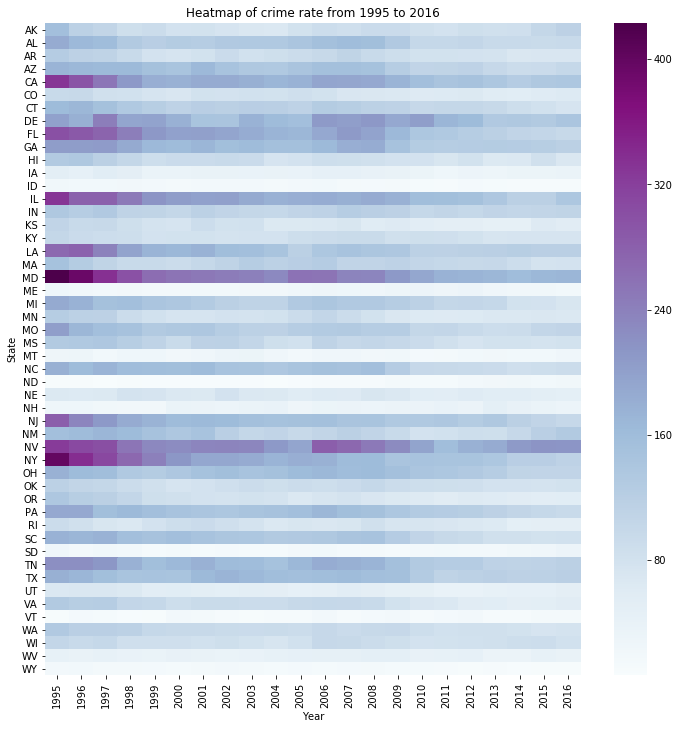 Heatmap of crime rate from 1995 to 2016
AK
AL
AR
AZ
CA
CO
CT
DE
FL
GA
HI
IA
ID
IL
IN
KS
KY
LA
MA
MD
ME
MI
MN
MO
MS
MT
NC
ND
NE
NH
NJ
NM
NV
NY
OH
OK
OR
PA
RI
SC
SD
TN
TX
UT
VA
VT
WA
WI
WV
WY
State
1995 1996 1997 1998 1999 2000 2001 2002 2003 2004 2005 2006 2007 2008 2009 2010 2011 2012 2013 2014 2015 2016
Year
400
320
240
160
80